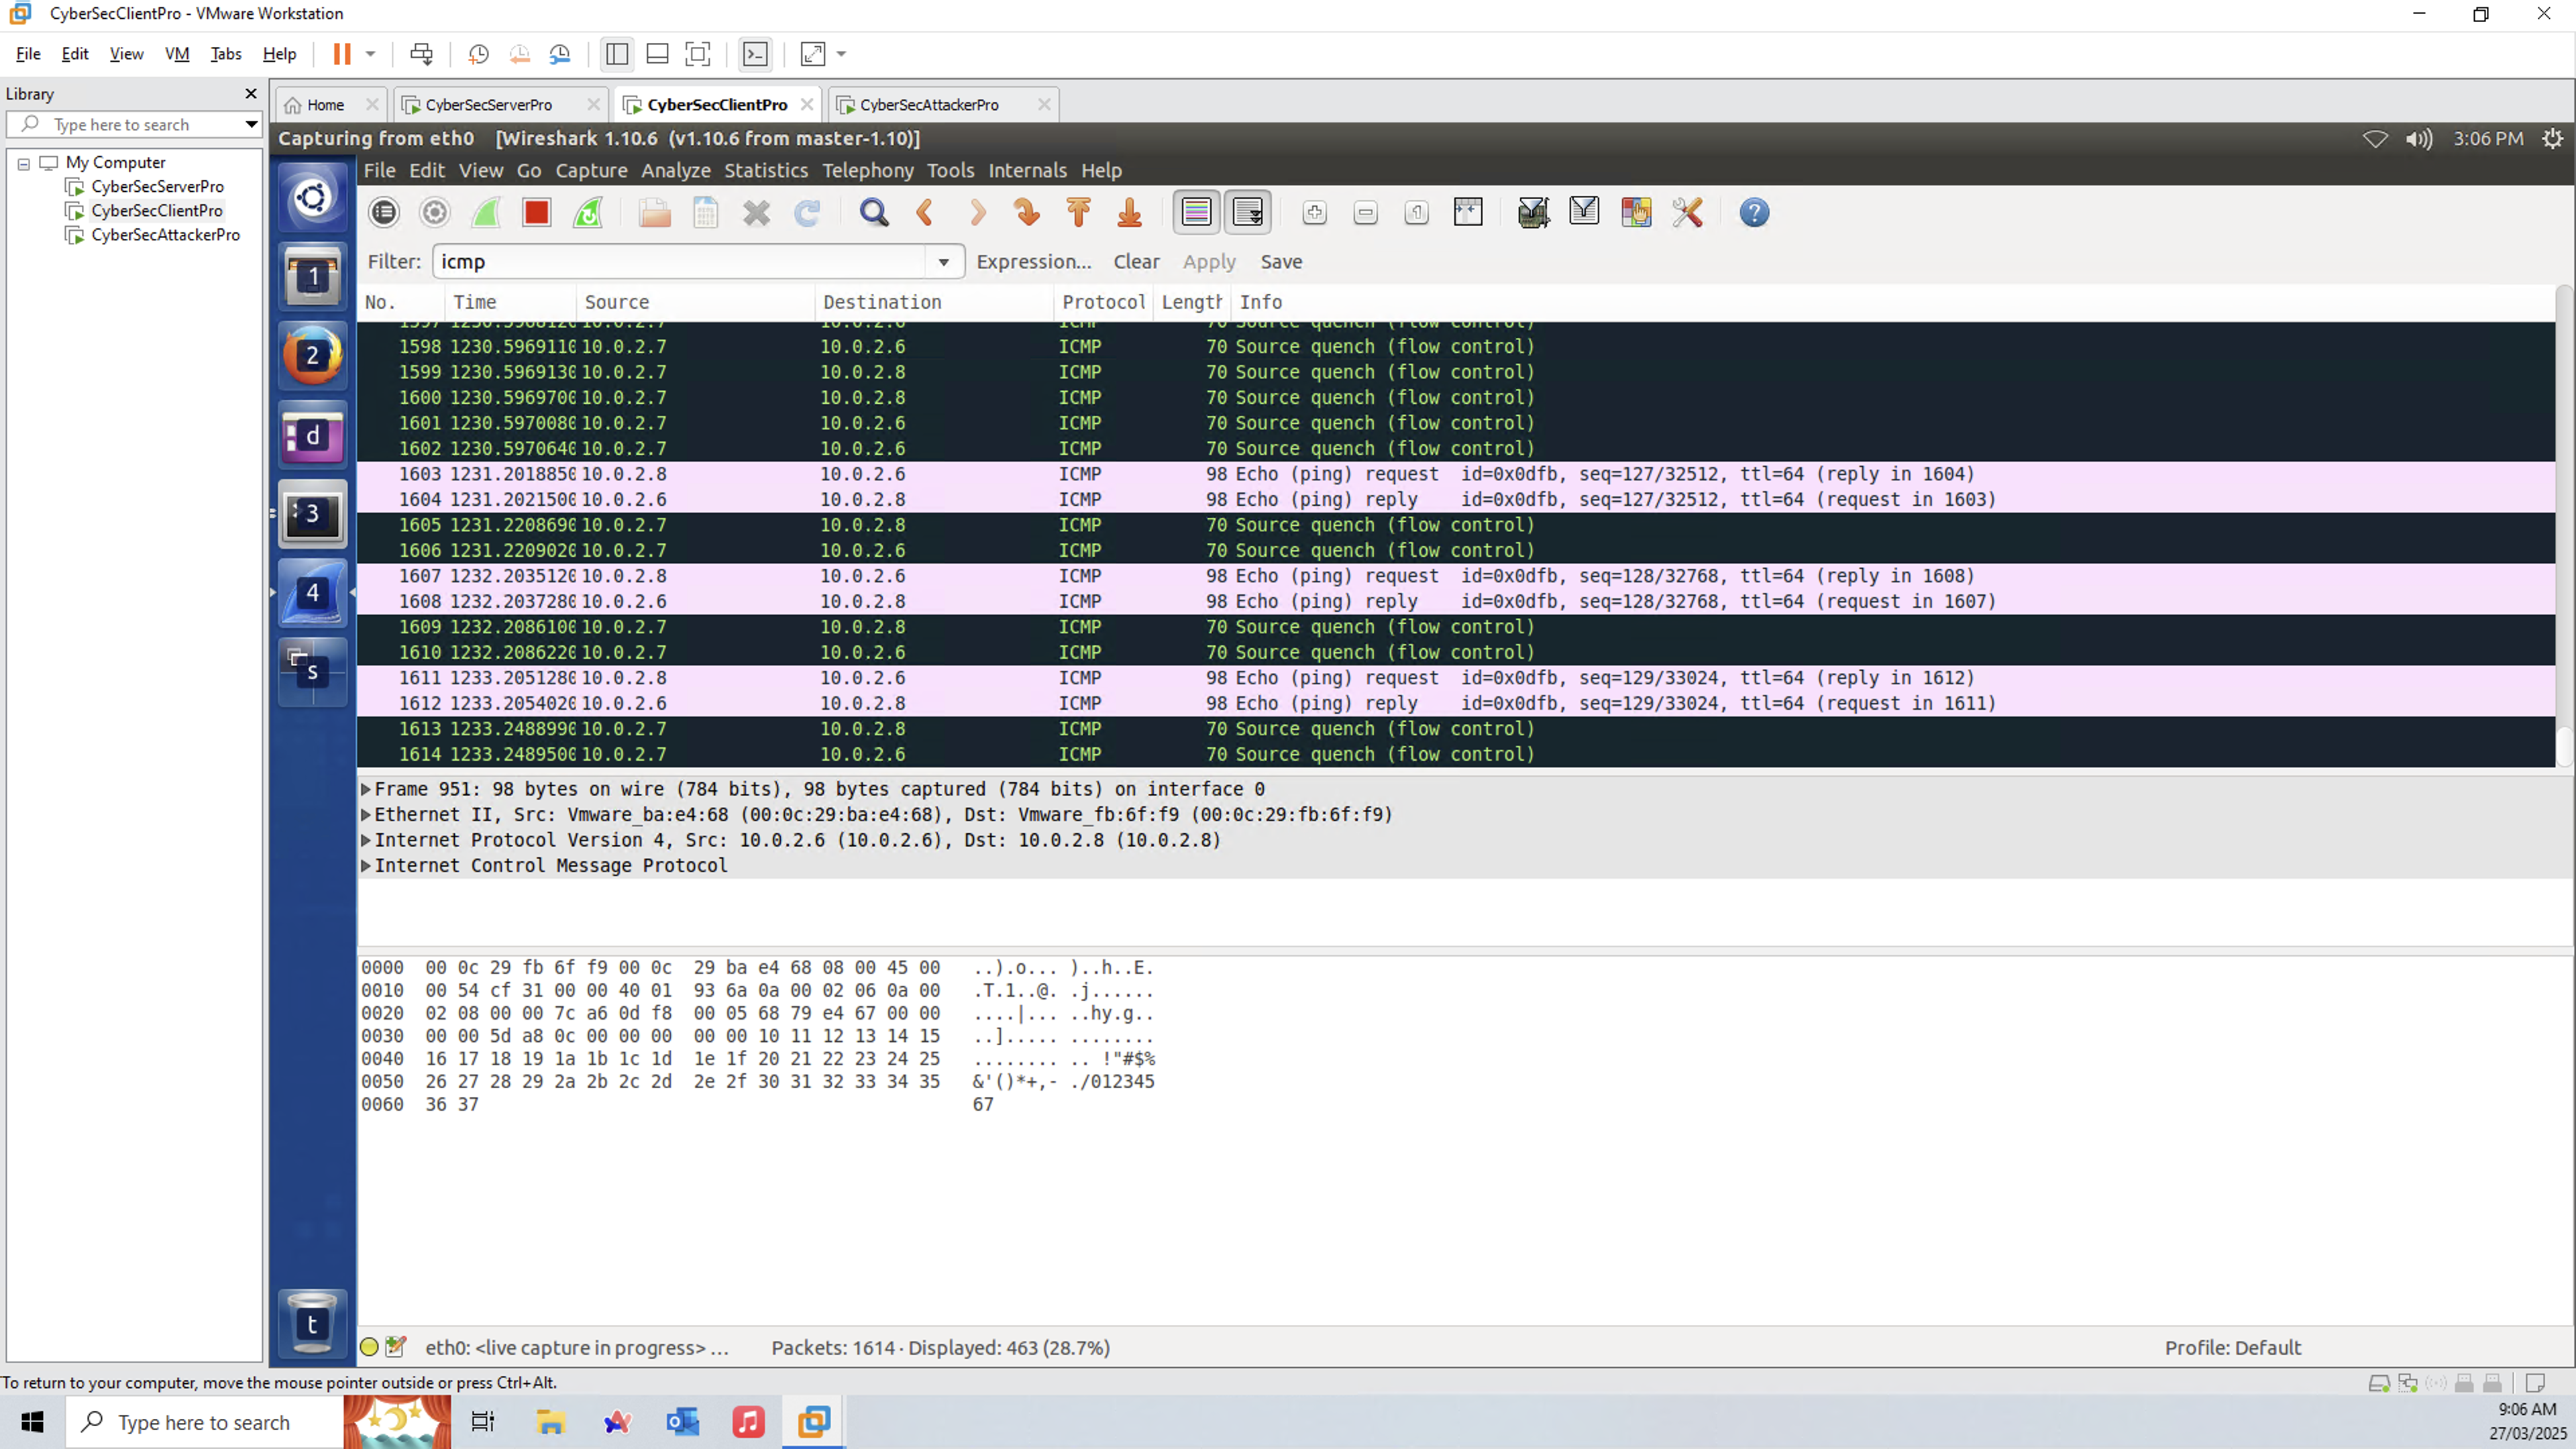 CyberSecClientPro - VMware Workstation
File Edit View VM Tabs Help
Library
Type here to search
My Computer
CyberSecServerPro
CyberSecClientPro
CyberSecAttackerPro
Home CyberSecServerPro CyberSecClientPro CyberSecAttackerPro
Capturing from eth0 [Wireshark 1.10.6 (v1.10.6 from master-1.10)] 3:06 PM
File Edit View Go Capture Analyze Statistics Telephony Tools Internals Help
Filter: icmp Expression... Clear Apply Save
1
2
d
3
4
s
t
No. Time Source Destination Protocol Length Info
1598 1230.5969110 10.0.2.7 10.0.2.6 ICMP 70 Source quench (flow control)
1599 1230.5969130 10.0.2.7 10.0.2.8 ICMP 70 Source quench (flow control)
1600 1230.5969700 10.0.2.7 10.0.2.8 ICMP 70 Source quench (flow control)
1601 1230.5970080 10.0.2.7 10.0.2.6 ICMP 70 Source quench (flow control)
1602 1230.5970640 10.0.2.7 10.0.2.6 ICMP 70 Source quench (flow control)
1603 1231.2018850 10.0.2.8 10.0.2.6 ICMP 98 Echo (ping) request id=0x0dfb, seq=127/32512, ttl=64 (reply in 1604)
1604 1231.2021500 10.0.2.6 10.0.2.8 ICMP 98 Echo (ping) reply id=0x0dfb, seq=127/32512, ttl=64 (request in 1603)
1605 1231.2208690 10.0.2.7 10.0.2.8 ICMP 70 Source quench (flow control)
1606 1231.2209020 10.0.2.7 10.0.2.6 ICMP 70 Source quench (flow control)
1607 1232.2035120 10.0.2.8 10.0.2.6 ICMP 98 Echo (ping) request id=0x0dfb, seq=128/32768, ttl=64 (reply in 1608)
1608 1232.2037280 10.0.2.6 10.0.2.8 ICMP 98 Echo (ping) reply id=0x0dfb, seq=128/32768, ttl=64 (request in 1607)
1609 1232.2086100 10.0.2.7 10.0.2.8 ICMP 70 Source quench (flow control)
1610 1232.2086220 10.0.2.7 10.0.2.6 ICMP 70 Source quench (flow control)
1611 1233.2051280 10.0.2.8 10.0.2.6 ICMP 98 Echo (ping) request id=0x0dfb, seq=129/33024, ttl=64 (reply in 1612)
1612 1233.2054020 10.0.2.6 10.0.2.8 ICMP 98 Echo (ping) reply id=0x0dfb, seq=129/33024, ttl=64 (request in 1611)
1613 1233.2488990 10.0.2.7 10.0.2.8 ICMP 70 Source quench (flow control)
1614 1233.2489500 10.0.2.7 10.0.2.6 ICMP 70 Source quench (flow control)
Frame 951: 98 bytes on wire (784 bits), 98 bytes captured (784 bits) on interface 0
Ethernet II, Src: Vmware_ba:e4:68 (00:0c:29:ba:e4:68), Dst: Vmware_fb:6f:f9 (00:0c:29:fb:6f:f9)
Internet Protocol Version 4, Src: 10.0.2.6 (10.0.2.6), Dst: 10.0.2.8 (10.0.2.8)
Internet Control Message Protocol
0000 00 0c 29 fb 6f f9 00 0c 29 ba e4 68 08 00 45 00 ..).o... )..h..E.
0010 00 54 cf 31 00 00 40 01 93 6a 0a 00 02 06 0a 00 .T.1..@. .j......
0020 02 08 00 00 7c a6 0d f8 00 05 68 79 e4 67 00 00 ....|... ..hy.g..
0030 00 00 5d a8 0c 00 00 00 00 00 10 11 12 13 14 15 ..]..... ........
0040 16 17 18 19 1a 1b 1c 1d 1e 1f 20 21 22 23 24 25 ........ .. !"#$%
0050 26 27 28 29 2a 2b 2c 2d 2e 2f 30 31 32 33 34 35 &'()*+,- ./012345
0060 36 37 67
eth0: <live capture in progress> ... Packets: 1614 · Displayed: 463 (28.7%) Profile: Default
To return to your computer, move the mouse pointer outside or press Ctrl+Alt.
Type here to search
9:06 AM
27/03/2025